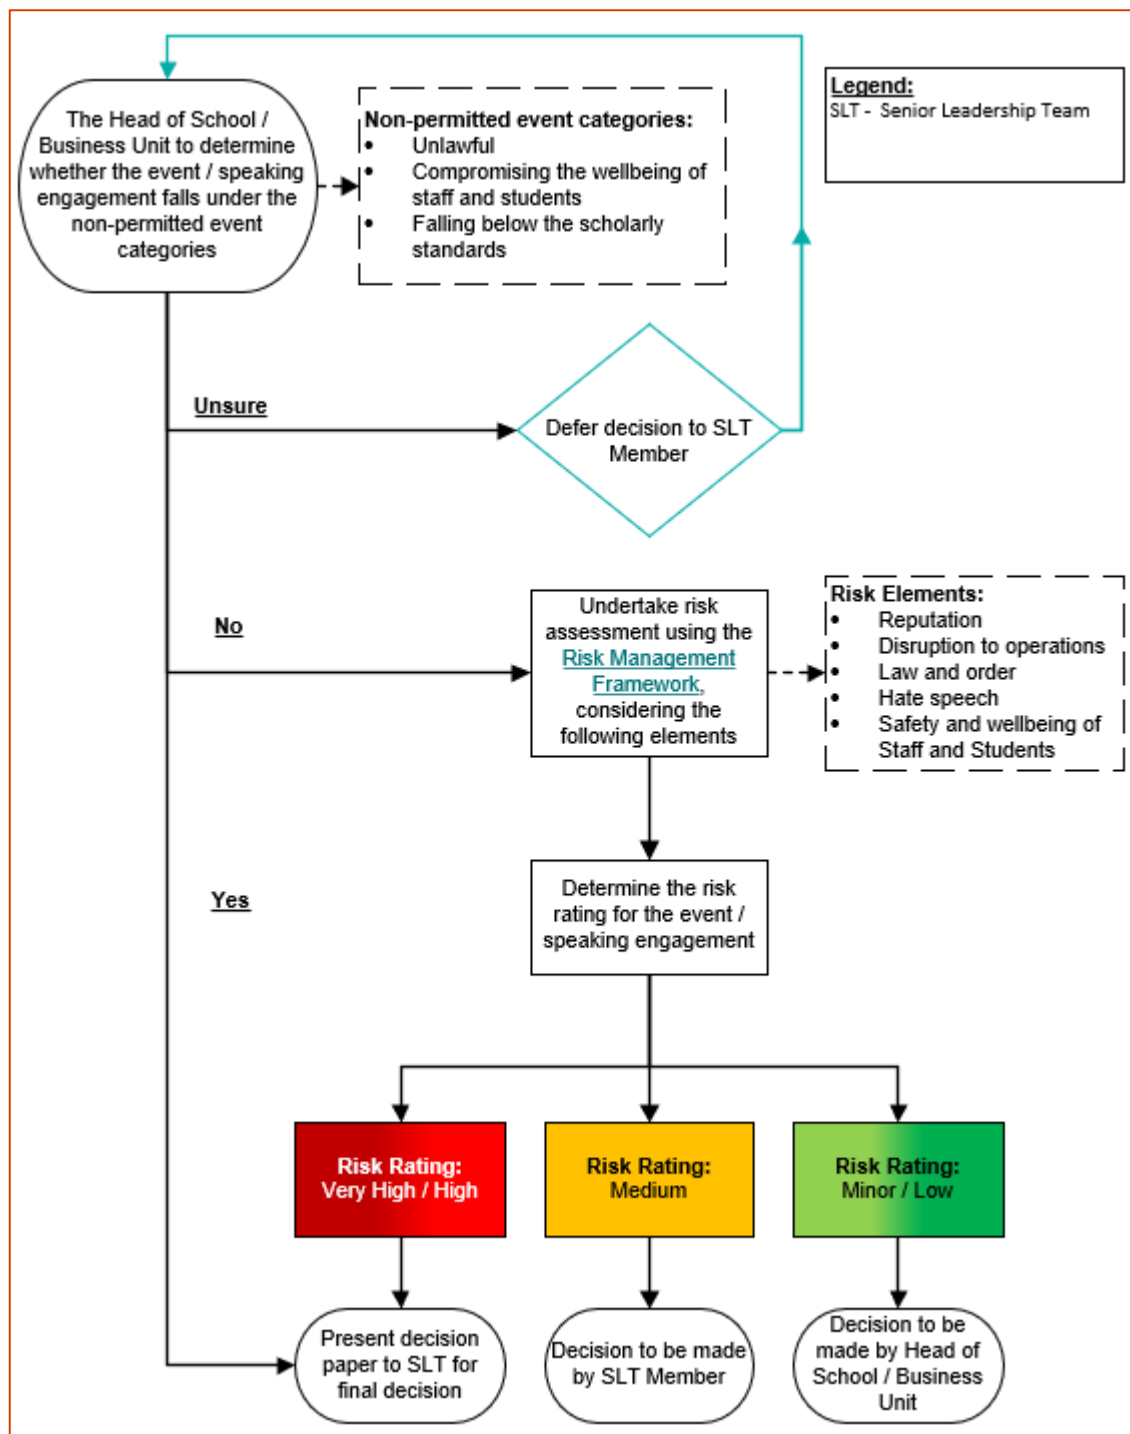 The Head of School /
Business Unit to determine
whether the event / speaking
engagement falls under the
non-permitted event
categories
Non-permitted event categories:
• Unlawful
• Compromising the wellbeing of
staff and students
• Falling below the scholarly
standards
Legend:
SLT - Senior Leadership Team
Unsure
Defer decision to SLT
Member
No
Undertake risk
assessment using the
Risk Management
Framework,
considering the
following elements
Risk Elements:
• Reputation
• Disruption to operations
• Law and order
• Hate speech
• Safety and wellbeing of
Staff and Students
Yes
Determine the risk
rating for the event /
speaking engagement
Risk Rating:
Very High / High
Risk Rating:
Medium
Risk Rating:
Minor / Low
Present decision
paper to SLT for
final decision
Decision to be made
by SLT Member
Decision to be
made by Head of
School / Business
Unit